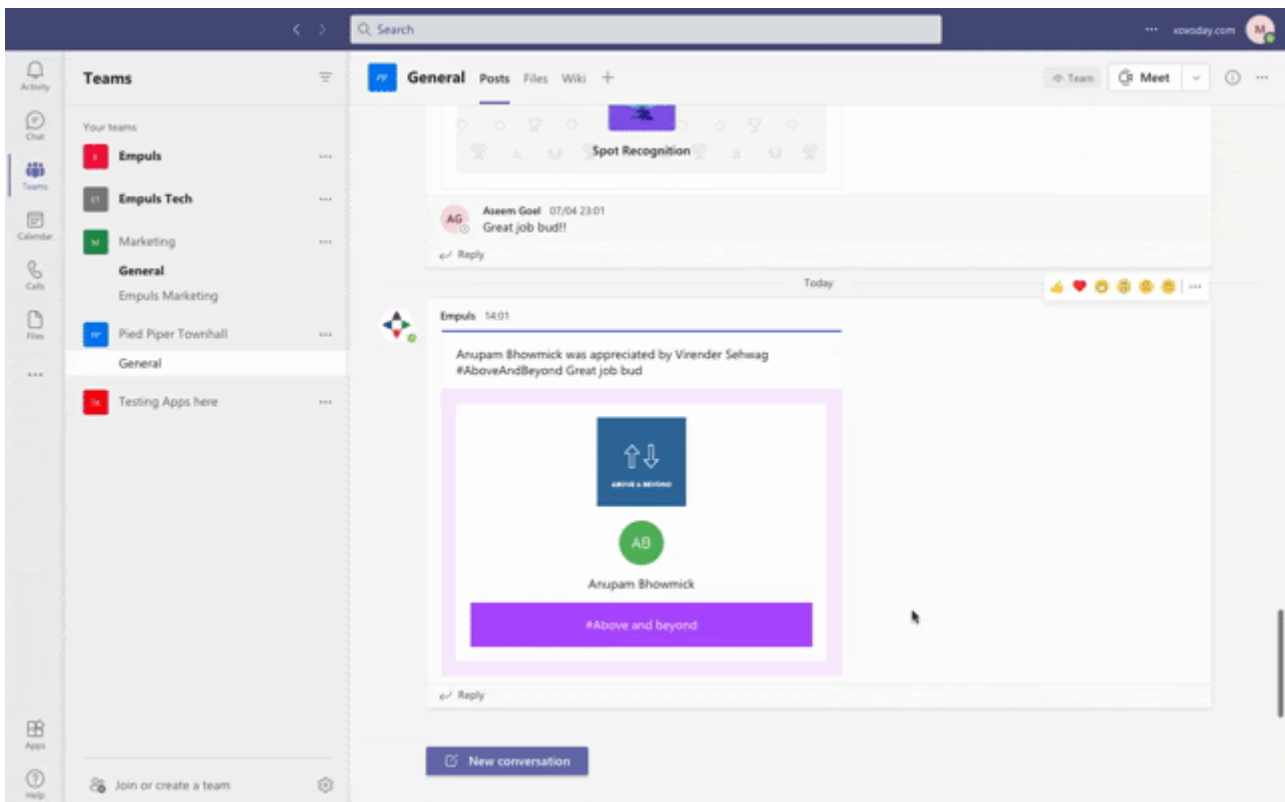 Search
xoxoday.com
M
Activity
Chat
Teams
Calendar
Calls
Files
Apps
Help
Teams
Your teams
Empuls
ET
Empuls Tech
M
Marketing
General
Empuls Marketing
Pied Piper Townhall
General
Testing Apps here
Join or create a team
General Posts Files Wiki
Team
Meet
Spot Recognition
AG
Aseem Goel 07/04 23:01
Great job bud!!
Reply
Today
Empuls 14:01
Anupam Bhowmick was appreciated by Virender Sehwag
#AboveAndBeyond Great job bud
ABOVE & BEYOND
AB
Anupam Bhowmick
#Above and beyond
Reply
New conversation